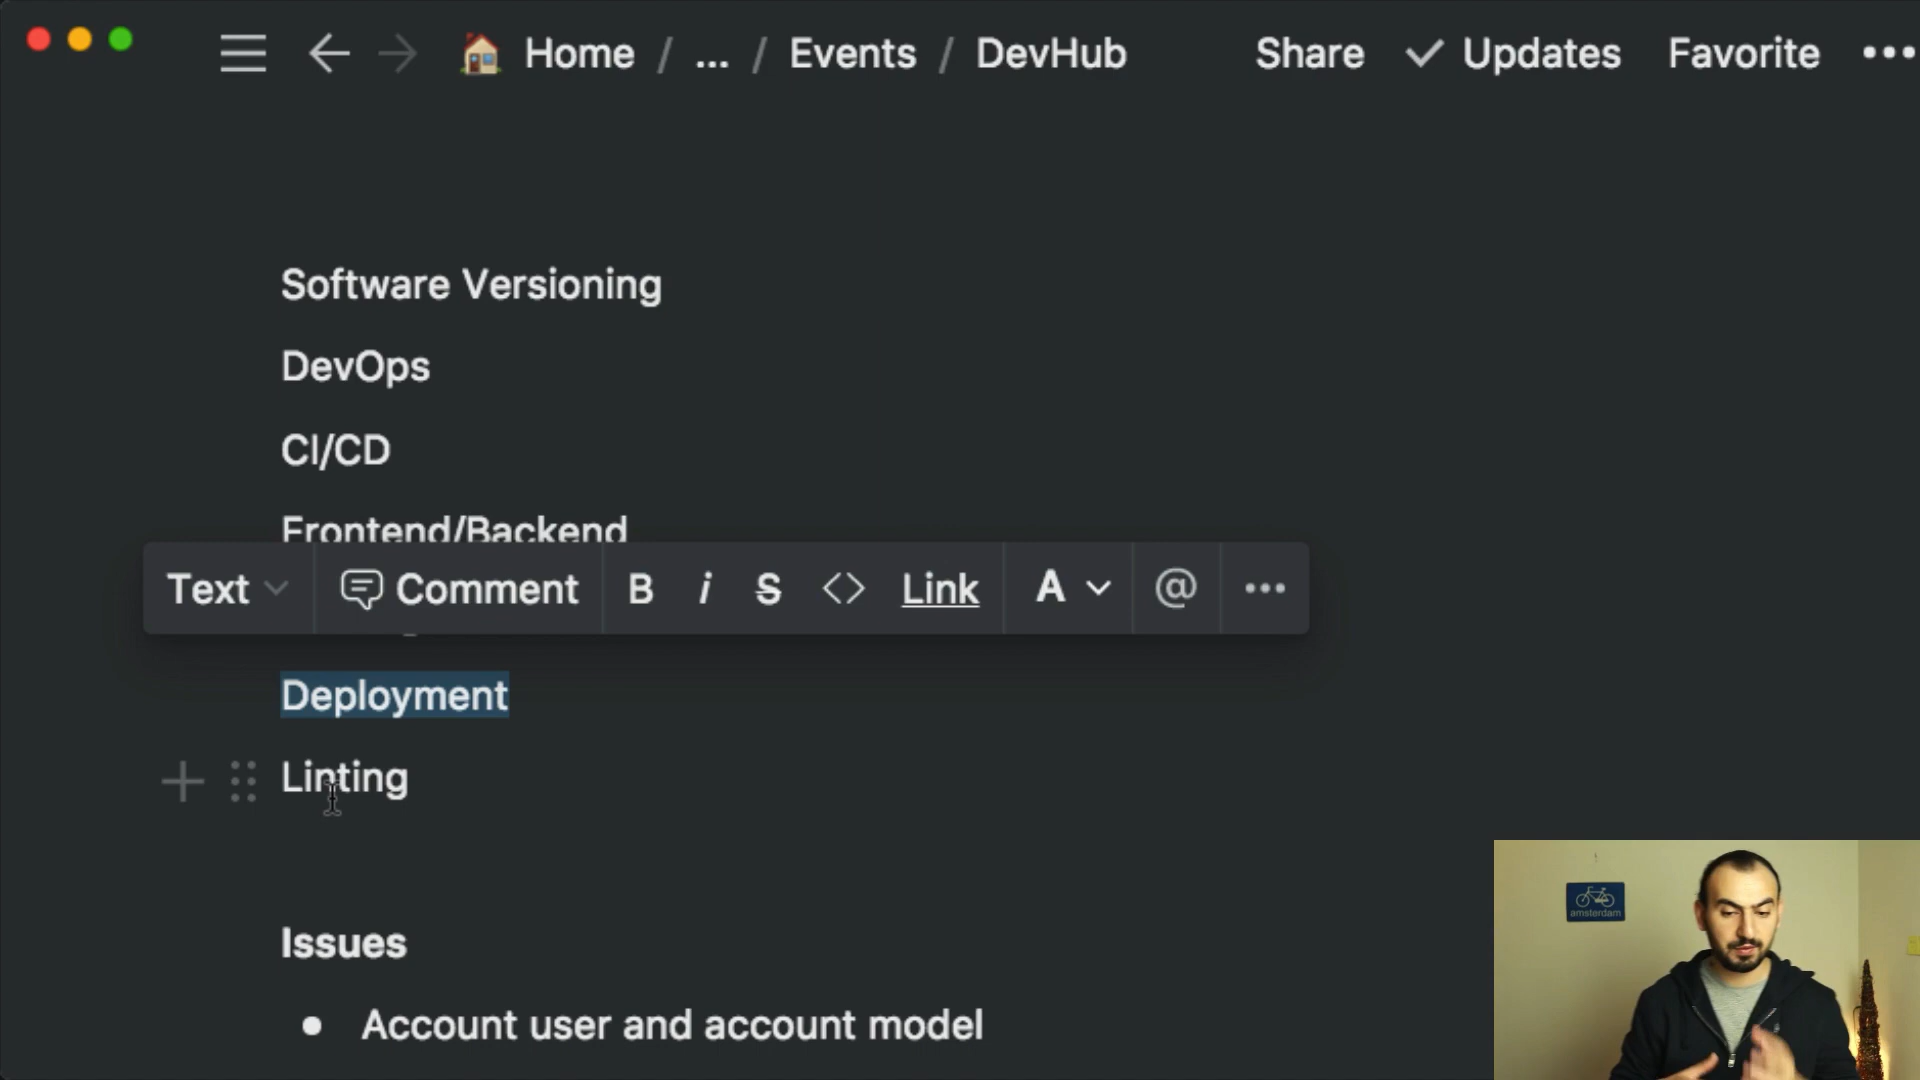 Home / ... / Events / DevHub Share Updates Favorite •••
Software Versioning
DevOps
CI/CD
Frontend/Backend
Text Comment B i S <> Link A @ •••
Deployment
Linting
Issues
• Account user and account model
amsterdam